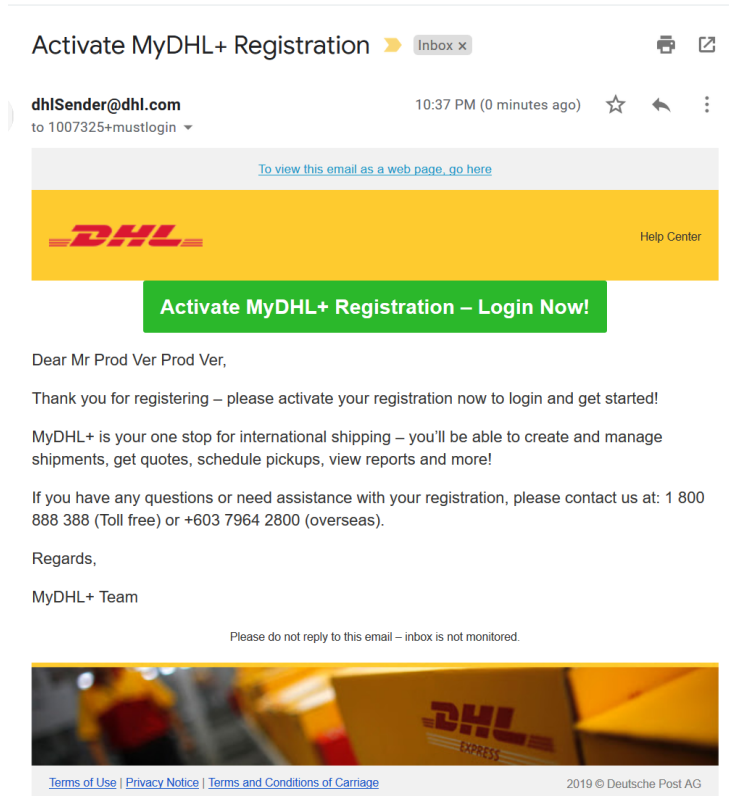 Activate MyDHL+ Registration Inbox ×
dhlSender@dhl.com 10:37 PM (0 minutes ago)
to 1007325+mustlogin
To view this email as a web page, go here
DHL Help Center
Activate MyDHL+ Registration – Login Now!
Dear Mr Prod Ver Prod Ver,
Thank you for registering – please activate your registration now to login and get started!
MyDHL+ is your one stop for international shipping – you’ll be able to create and manage
shipments, get quotes, schedule pickups, view reports and more!
If you have any questions or need assistance with your registration, please contact us at: 1 800
888 388 (Toll free) or +603 7964 2800 (overseas).
Regards,
MyDHL+ Team
Please do not reply to this email – inbox is not monitored.
DHL
EXPRESS
Terms of Use | Privacy Notice | Terms and Conditions of Carriage 2019 © Deutsche Post AG